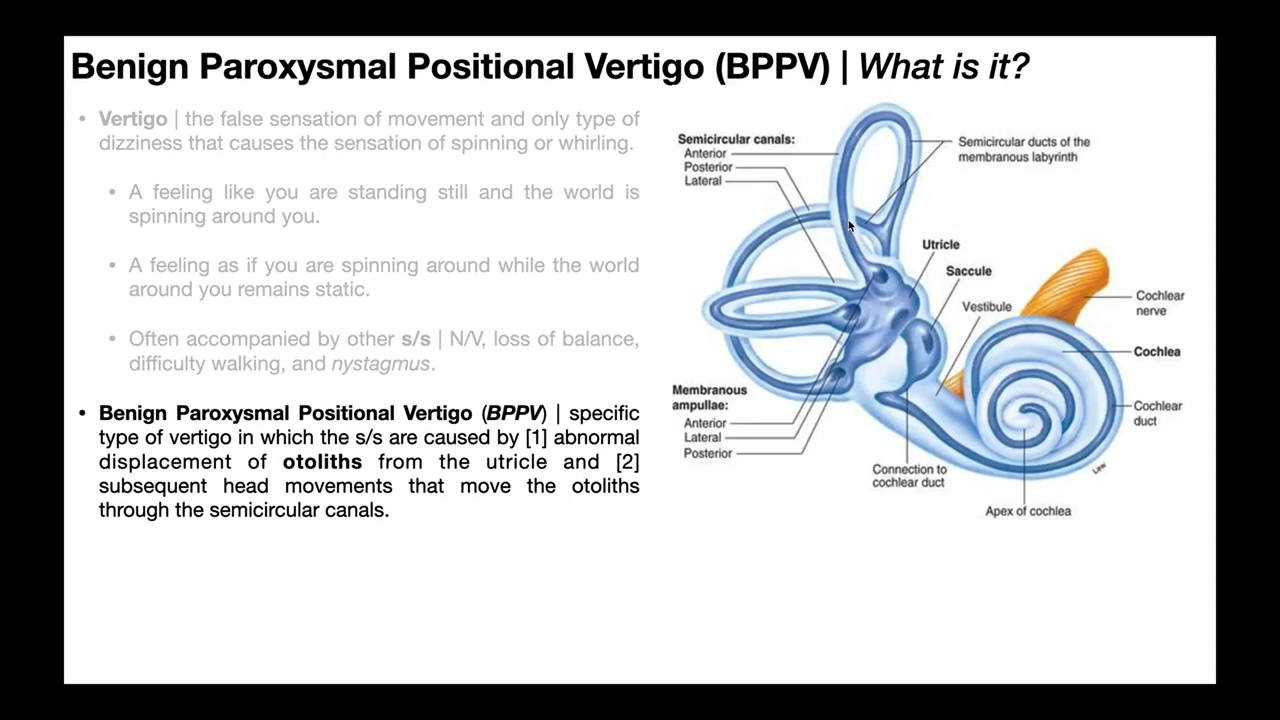 Benign Paroxysmal Positional Vertigo (BPPV) | What is it?
• Vertigo | the false sensation of movement and only type of
dizziness that causes the sensation of spinning or whirling.
• A feeling like you are standing still and the world is
spinning around you.
• A feeling as if you are spinning around while the world
around you remains static.
• Often accompanied by other s/s | N/V, loss of balance,
difficulty walking, and nystagmus.
• Benign Paroxysmal Positional Vertigo (BPPV) | specific
type of vertigo in which the s/s are caused by [1] abnormal
displacement of otoliths from the utricle and [2]
subsequent head movements that move the otoliths
through the semicircular canals.
Semicircular canals:
Anterior
Posterior
Lateral
Semicircular ducts of the
membranous labyrinth
Utricle
Saccule
Vestibule
Cochlear
nerve
Cochlea
Cochlear
duct
Membranous
ampullae:
Anterior
Lateral
Posterior
Connection to
cochlear duct
Apex of cochlea